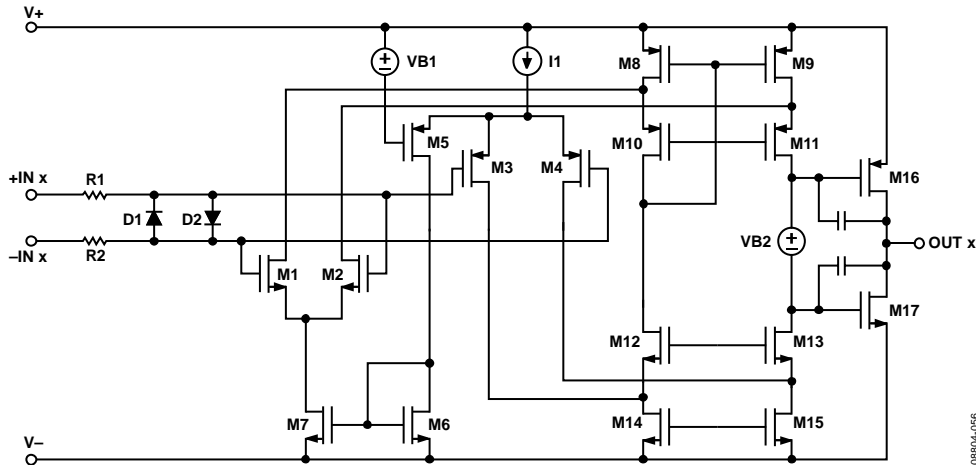 V+
VB1
I1
M8
M9
M5
M10
M11
M3
M4
+IN x
R1
M16
D1
D2
VB2
OUT x
–IN x
R2
M1
M2
M17
M12
M13
M7
M6
M14
M15
V–
08804-056